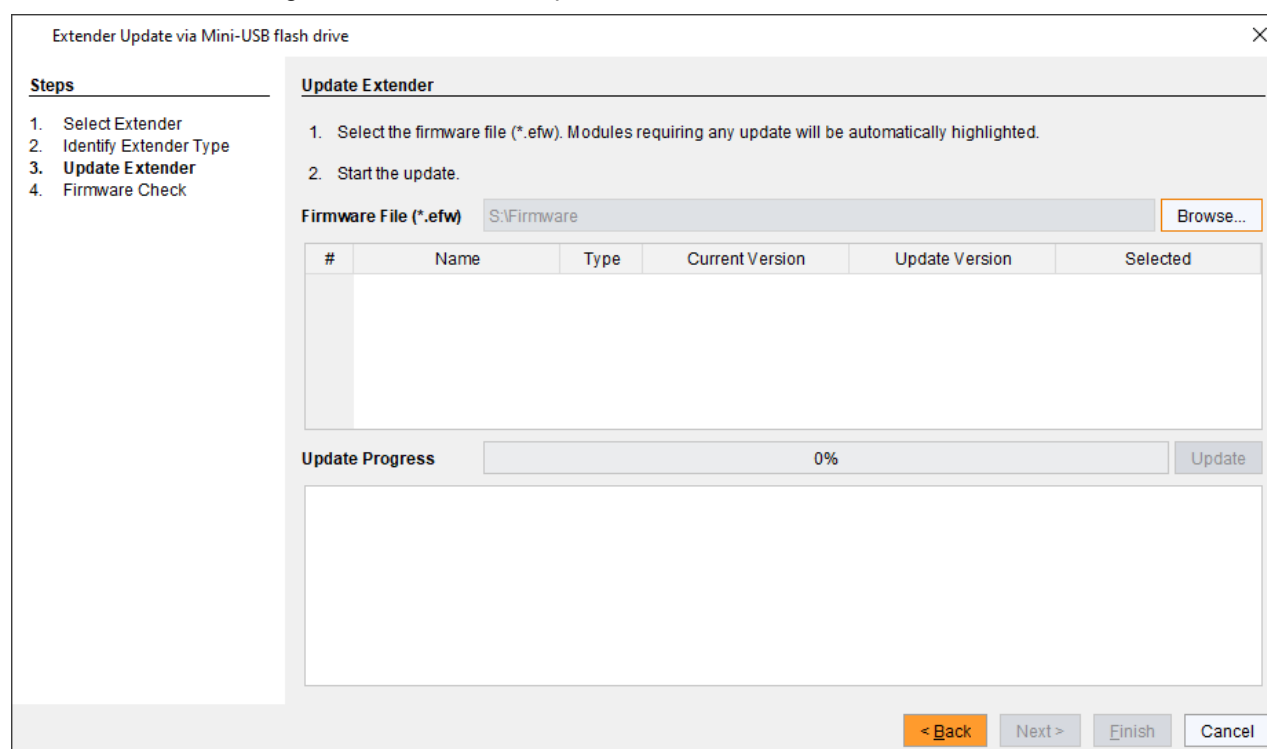 Extender Update via Mini-USB flash drive
Steps
1. Select Extender
2. Identify Extender Type
3. Update Extender
4. Firmware Check
Update Extender
1. Select the firmware file (*.efw). Modules requiring any update will be automatically highlighted.
2. Start the update.
Firmware File (*.efw) S:\Firmware Browse...
# Name Type Current Version Update Version Selected
Update Progress 0% Update
< Back Next > Finish Cancel